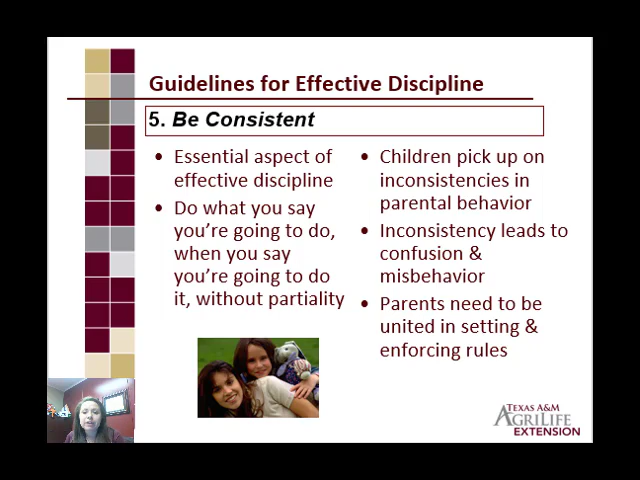 Guidelines for Effective Discipline
5. Be Consistent
• Essential aspect of
effective discipline
• Do what you say
you're going to do,
when you say
you're going to do
it, without partiality
• Children pick up on
inconsistencies in
parental behavior
• Inconsistency leads to
confusion &
misbehavior
• Parents need to be
united in setting &
enforcing rules
TEXAS A&M
AGRILIFE
EXTENSION